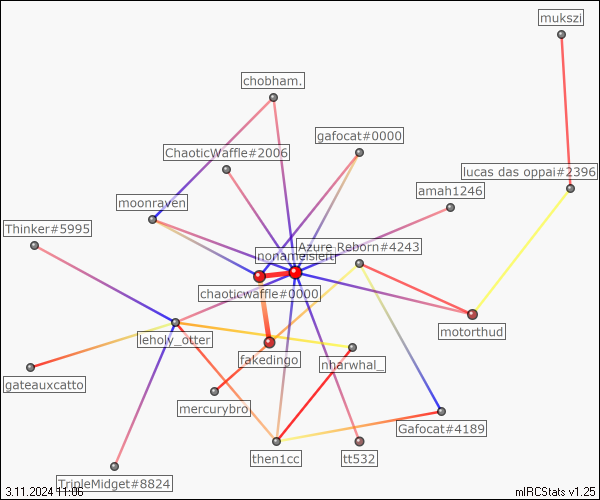 mukszi
chobham.
gafocat#0000
ChaoticWaffle#2006
lucas das oppai#2396
amah1246
moonraven
Thinker#5995
Azure Reborn#4243
nonameisleft
chaoticwaffle#0000
motorthud
leholy_otter
fakedingo
nharwhal_
gateauxcatto
mercurybro
Gafocat#4189
then1cc
tt532
TripleMidget#8824
3.11.2024 11:06
mIRCStats v1.25